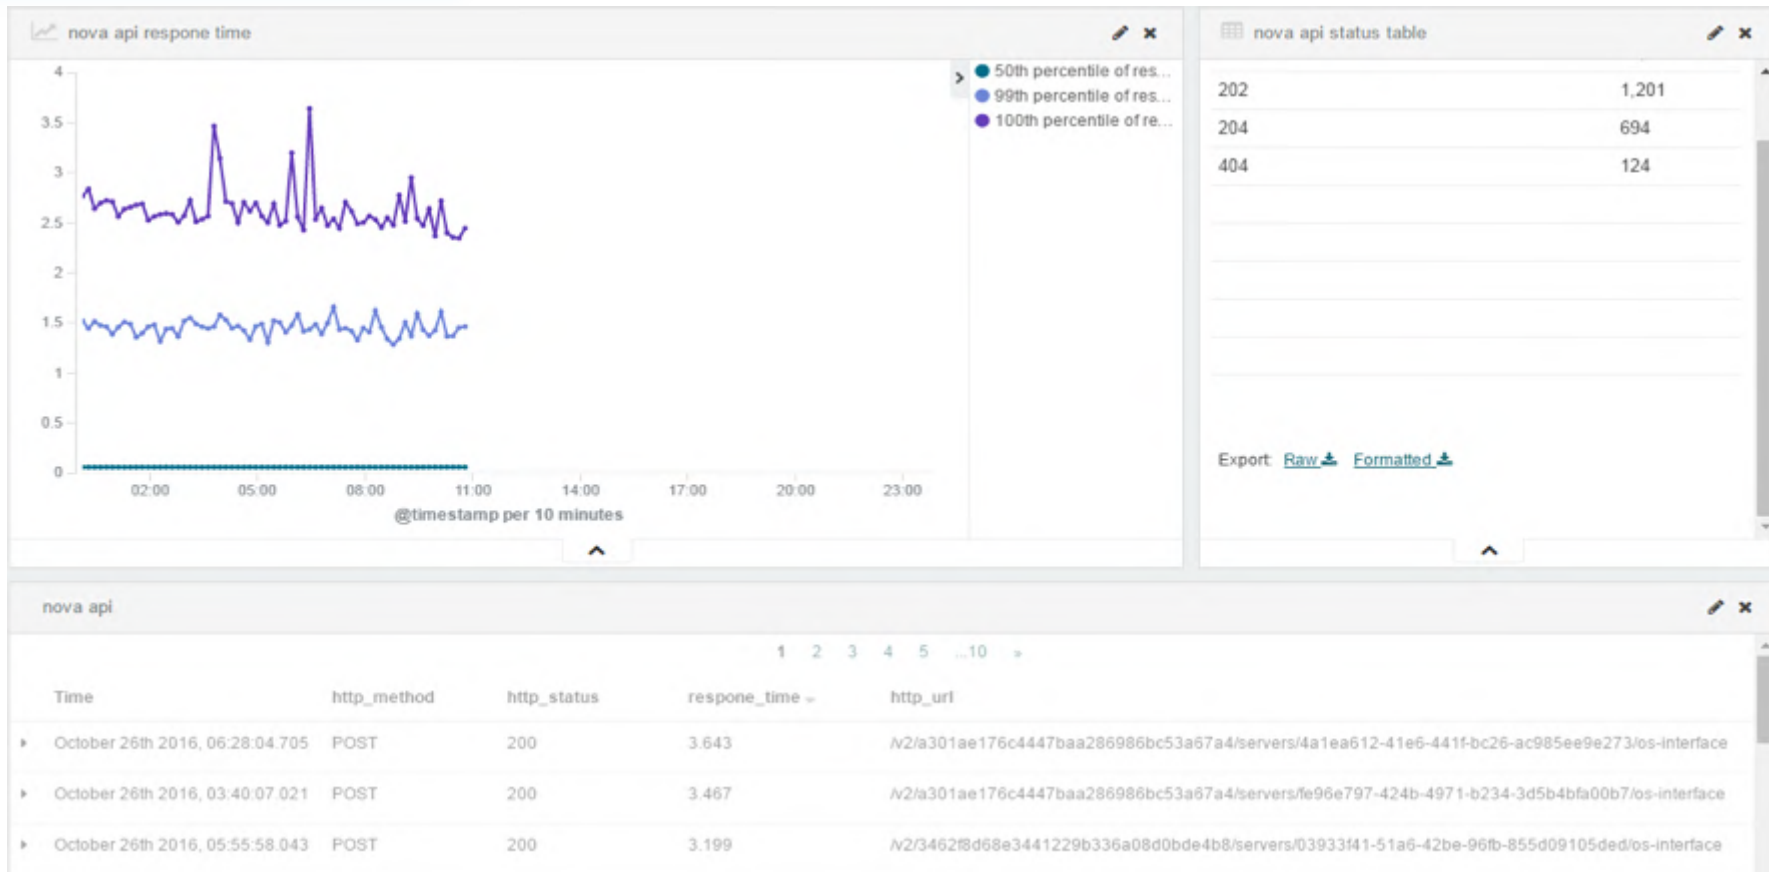 nova api respone time
4
3.5
3
2.5
2
1.5
1
0.5
0
02:00 05:00 08:00 11:00 14:00 17:00 20:00 23:00
@timestamp per 10 minutes
50th percentile of res...
99th percentile of res...
100th percentile of re...
nova api status table
202 1,201
204 694
404 124
Export: Raw Formatted
nova api
1 2 3 4 5 ...10 »
Time http_method http_status respone_time http_url
October 26th 2016, 06:28:04.705 POST 200 3.643 /v2/a301ae176c4447baa286986bc53a67a4/servers/4a1ea612-41e6-441f-bc26-ac985ee9e273/os-interface
October 26th 2016, 03:40:07.021 POST 200 3.467 /v2/a301ae176c4447baa286986bc53a67a4/servers/fe96e797-424b-4971-b234-3d5b4bfa00b7/os-interface
October 26th 2016, 05:55:58.043 POST 200 3.199 /v2/3462f8d68e3441229b336a08d0bde4b8/servers/03933f41-51a6-42be-96fb-855d09105ded/os-interface